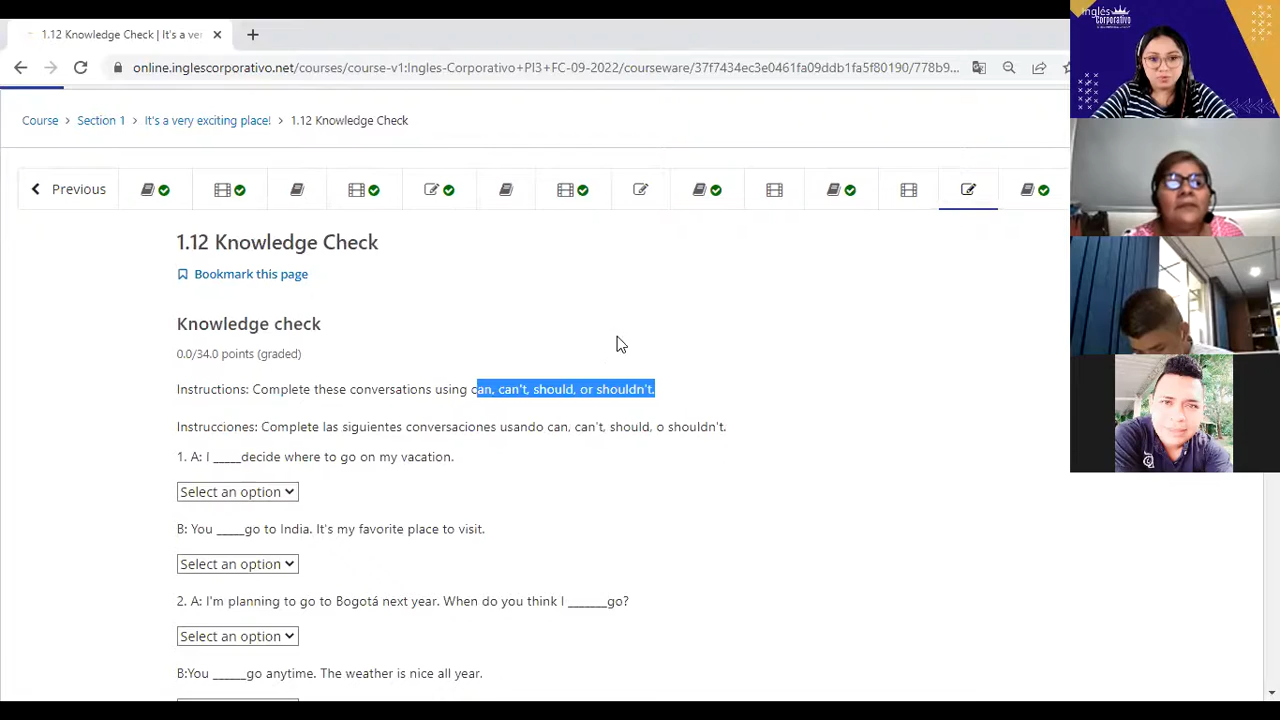 1.12 Knowledge Check | It's a ve
online.inglescorporativo.net/courses/course-v1:Ingles...orporativo+PI3+FC-09-2022/courseware/37f7434ec3e0461fa09ddb1fa5f80190/778b9...
Course > Section 1 > It's a very exciting place! > 1.12 Knowledge Check
Previous
1.12 Knowledge Check
Bookmark this page
Knowledge check
0.0/34.0 points (graded)
Instructions: Complete these conversations using can, can't, should, or shouldn't.
Instrucciones: Complete las siguientes conversaciones usando can, can't, should, o shouldn't.
1. A: I _____decide where to go on my vacation.
Select an option
B: You _____go to India. It's my favorite place to visit.
Select an option
2. A: I'm planning to go to Bogotá next year. When do you think I _______go?
Select an option
B:You ______go anytime. The weather is nice all year.
Inglés
Corporativo